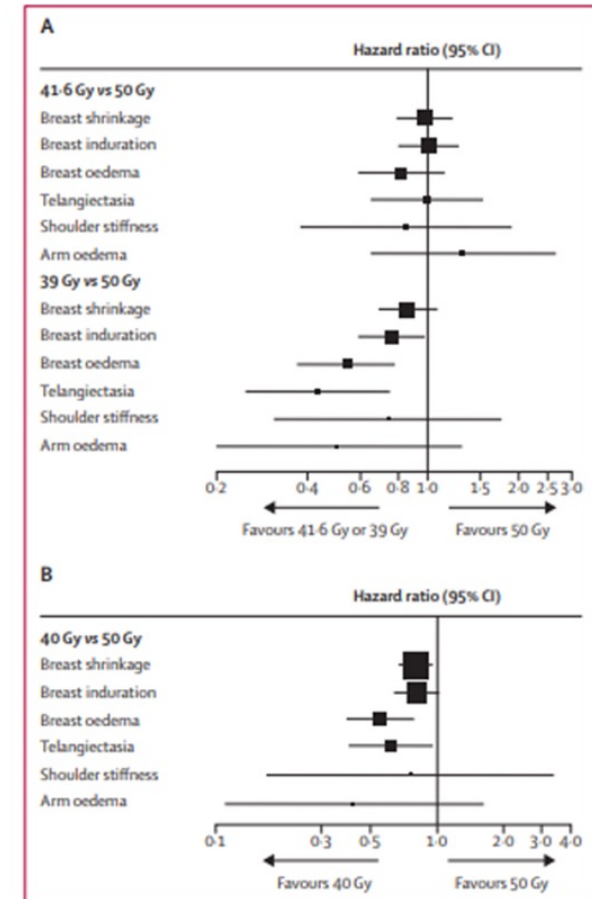 A
Hazard ratio (95% CI)
41·6 Gy vs 50 Gy
Breast shrinkage
Breast induration
Breast oedema
Telangiectasia
Shoulder stiffness
Arm oedema
39 Gy vs 50 Gy
Breast shrinkage
Breast induration
Breast oedema
Telangiectasia
Shoulder stiffness
Arm oedema
0·2 0·4 0·6 0·8 1·0 1·5 2·0 2·5 3·0
Favours 41·6 Gy or 39 Gy Favours 50 Gy
B
Hazard ratio (95% CI)
40 Gy vs 50 Gy
Breast shrinkage
Breast induration
Breast oedema
Telangiectasia
Shoulder stiffness
Arm oedema
0·1 0·3 0·5 1·0 2·0 3·0 4·0
Favours 40 Gy Favours 50 Gy